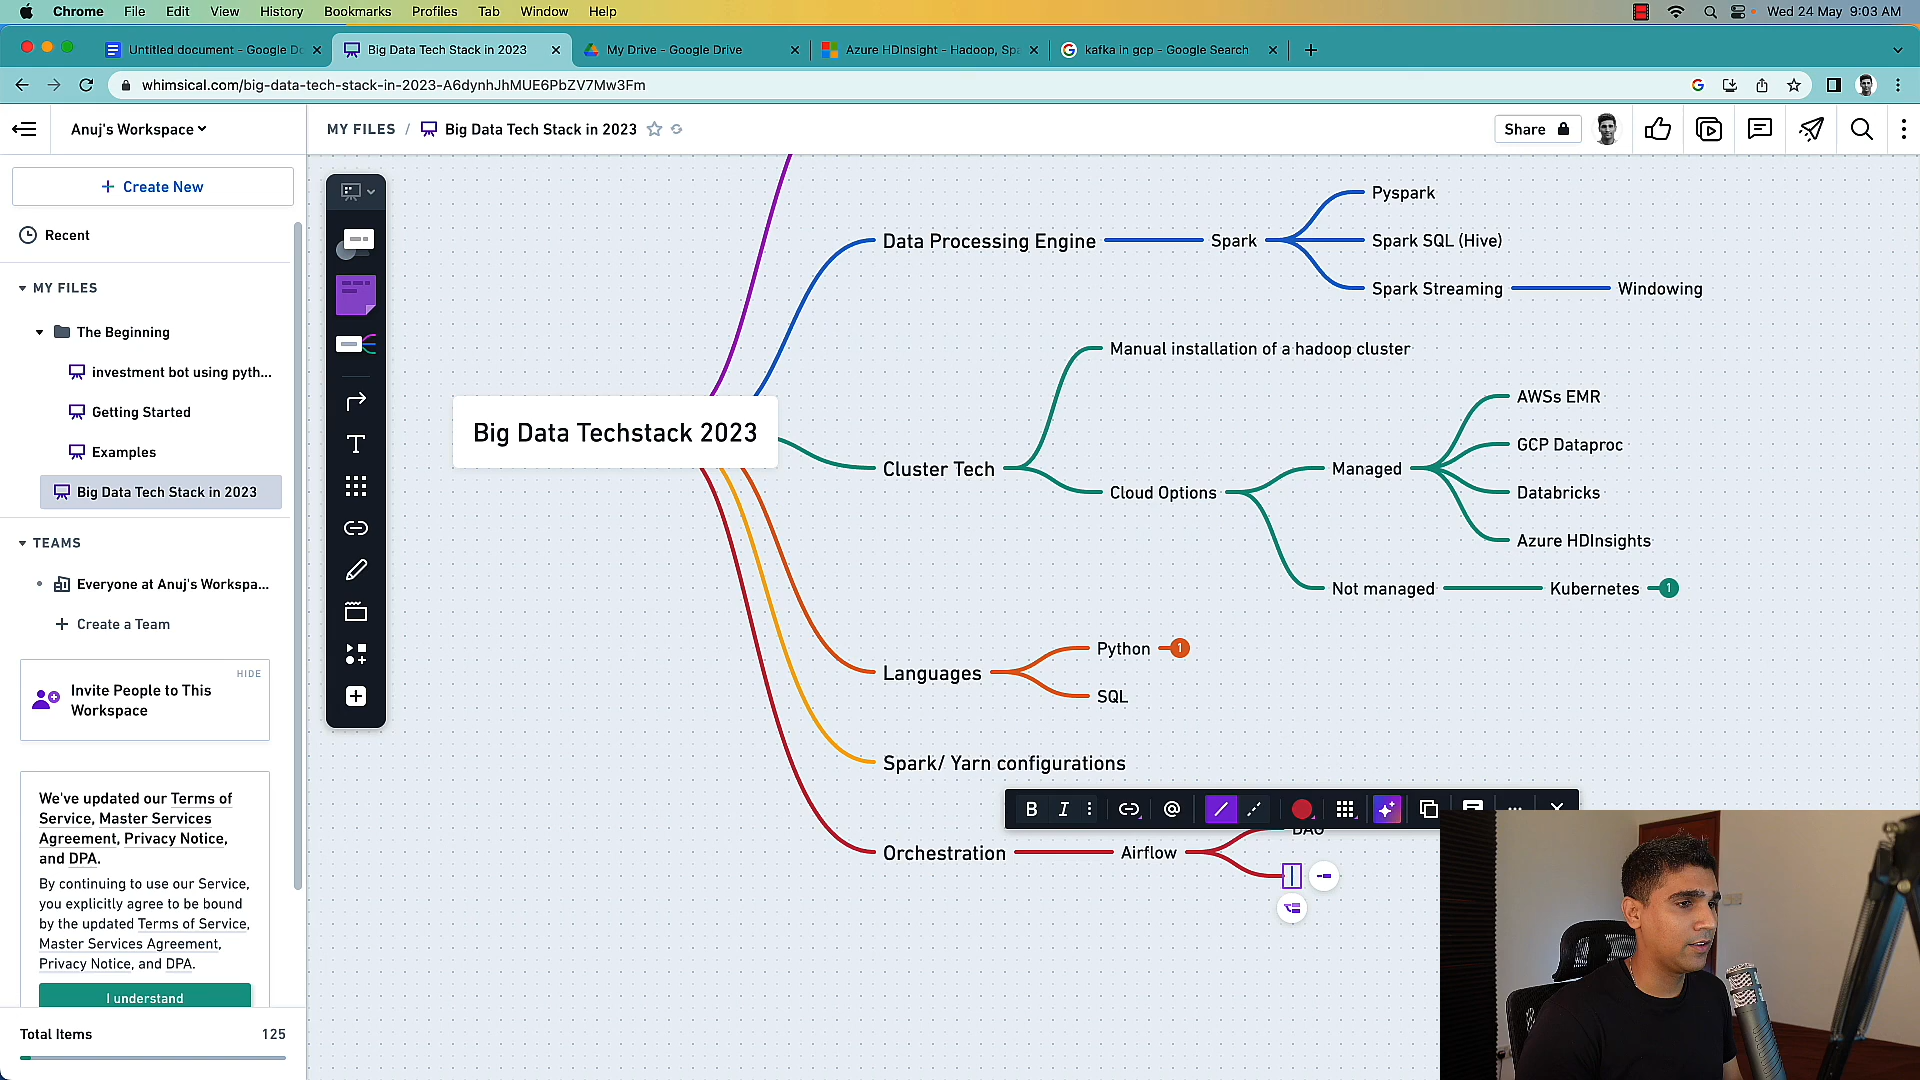 Chrome File Edit View History Bookmarks Profiles Tab Window Help
Wed 24 May 9:03 AM
Untitled document - Google Do
Big Data Tech Stack in 2023
My Drive - Google Drive
Azure HDInsight - Hadoop, Spa
kafka in gcp - Google Search
whimsical.com/big-data-tech-stack-in-2023-A6dynhJhMUE6PbZV7Mw3Fm
Anuj's Workspace
MY FILES / Big Data Tech Stack in 2023
Share
+ Create New
Recent
MY FILES
The Beginning
investment bot using pyth...
Getting Started
Examples
Big Data Tech Stack in 2023
TEAMS
Everyone at Anuj's Workspa...
+ Create a Team
HIDE
Invite People to This
Workspace
We've updated our Terms of
Service, Master Services
Agreement, Privacy Notice,
and DPA.
By continuing to use our Service,
you explicitly agree to be bound
by the updated Terms of Service,
Master Services Agreement,
Privacy Notice, and DPA.
I understand
Total Items 125
Big Data Techstack 2023
Data Processing Engine
Spark
Pyspark
Spark SQL (Hive)
Spark Streaming
Windowing
Cluster Tech
Manual installation of a hadoop cluster
Cloud Options
Managed
AWSs EMR
GCP Dataproc
Databricks
Azure HDInsights
Not managed
Kubernetes
1
Languages
Python
1
SQL
Spark/ Yarn configurations
B I
Orchestration
Airflow
DAG